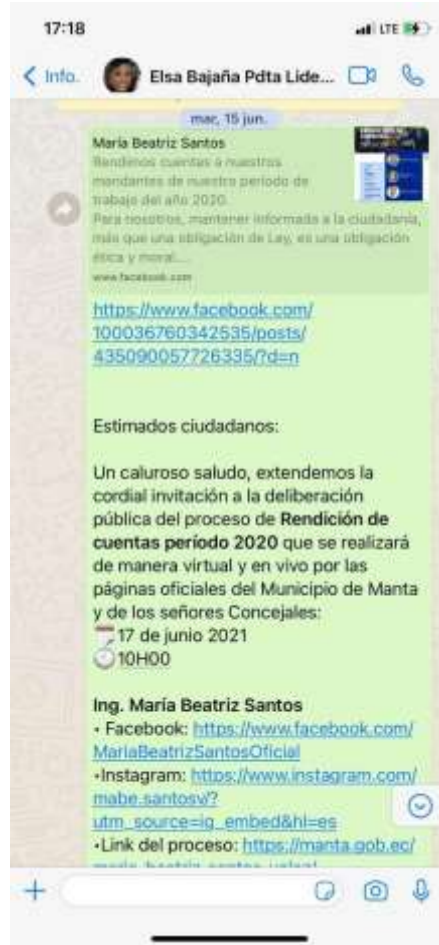 17:18
LTE
Info.
Elsa Bajaña Pdta Lide...
mar, 15 jun.
María Beatriz Santos
Rendimos cuentas a nuestros
mandantes de nuestro período de
trabajo del año 2020.
Para nosotros, mantener informada a la ciudadanía,
más que una obligación de Ley, es una obligación
ética y moral....
www.facebook.com
https://www.facebook.com/
100036760342535/posts/
435090057726335/?d=n
Estimados ciudadanos:
Un caluroso saludo, extendemos la
cordial invitación a la deliberación
pública del proceso de Rendición de
cuentas período 2020 que se realizará
de manera virtual y en vivo por las
páginas oficiales del Municipio de Manta
y de los señores Concejales:
17 de junio 2021
10H00
Ing. María Beatriz Santos
• Facebook: https://www.facebook.com/
MariaBeatrizSantosOficial
•Instagram: https://www.instagram.com/
mabe.santosv/?
utm_source=ig_embed&hl=es
•Link del proceso: https://manta.gob.ec/